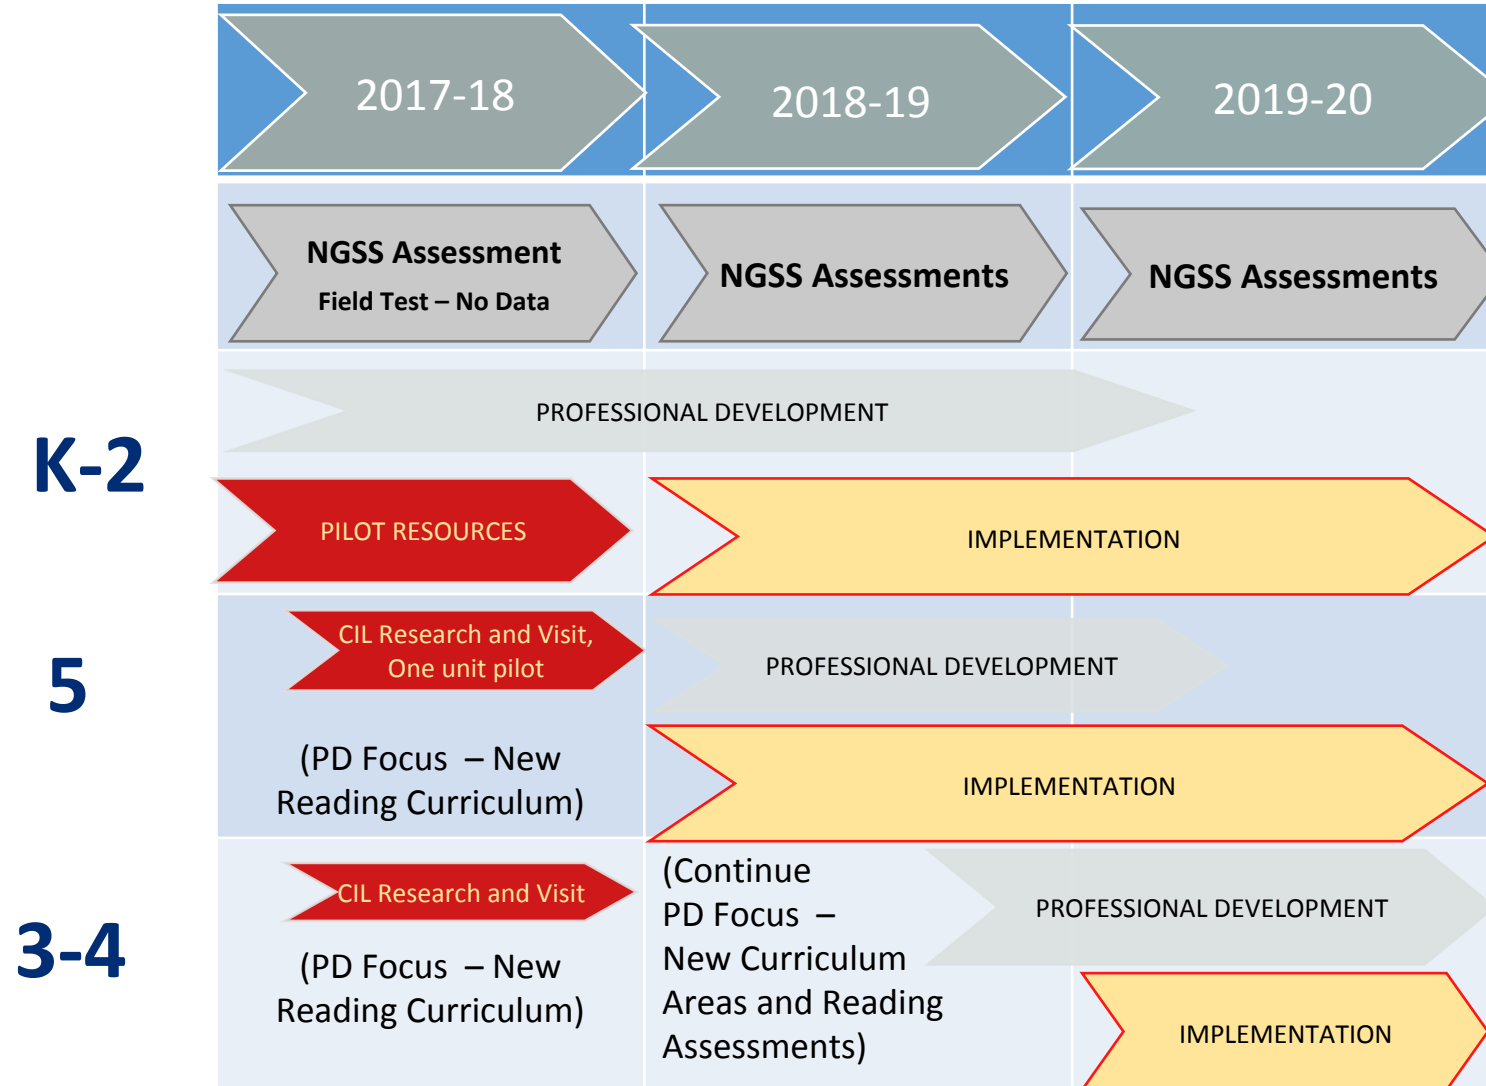 2017-18
2018-19
2019-20
NGSS Assessment
Field Test – No Data
NGSS Assessments
NGSS Assessments
K-2
PROFESSIONAL DEVELOPMENT
PILOT RESOURCES
IMPLEMENTATION
5
CIL Research and Visit,
One unit pilot
(PD Focus – New
Reading Curriculum)
PROFESSIONAL DEVELOPMENT
IMPLEMENTATION
3-4
CIL Research and Visit
(PD Focus – New
Reading Curriculum)
(Continue
PD Focus –
New Curriculum
Areas and Reading
Assessments)
PROFESSIONAL DEVELOPMENT
IMPLEMENTATION